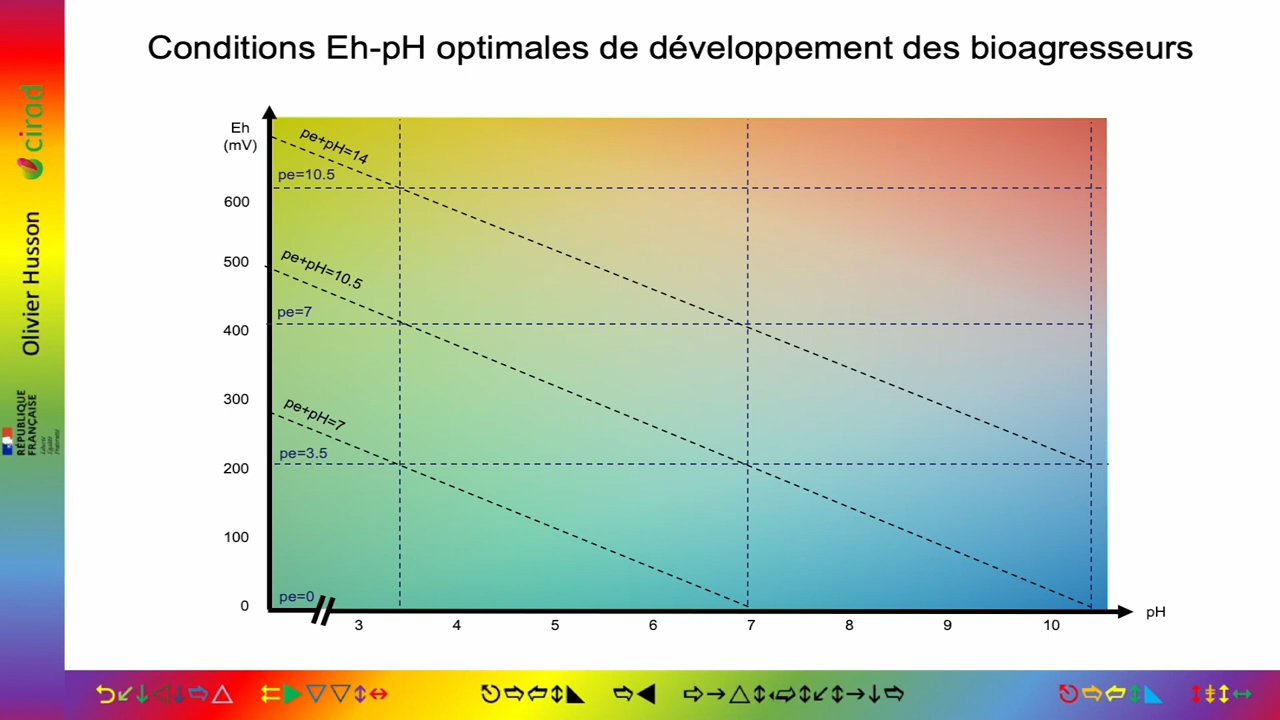 Conditions Eh-pH optimales de développement des bioagresseurs
cirad
Olivier Husson
RÉPUBLIQUE
FRANÇAISE
Eh
(mV)
pe+pH=14
pe=10.5
600
pe+pH=10.5
500
pe=7
400
300
pe+pH=7
pe=3.5
200
100
pe=0
0
3 4 5 6 7 8 9 10
pH